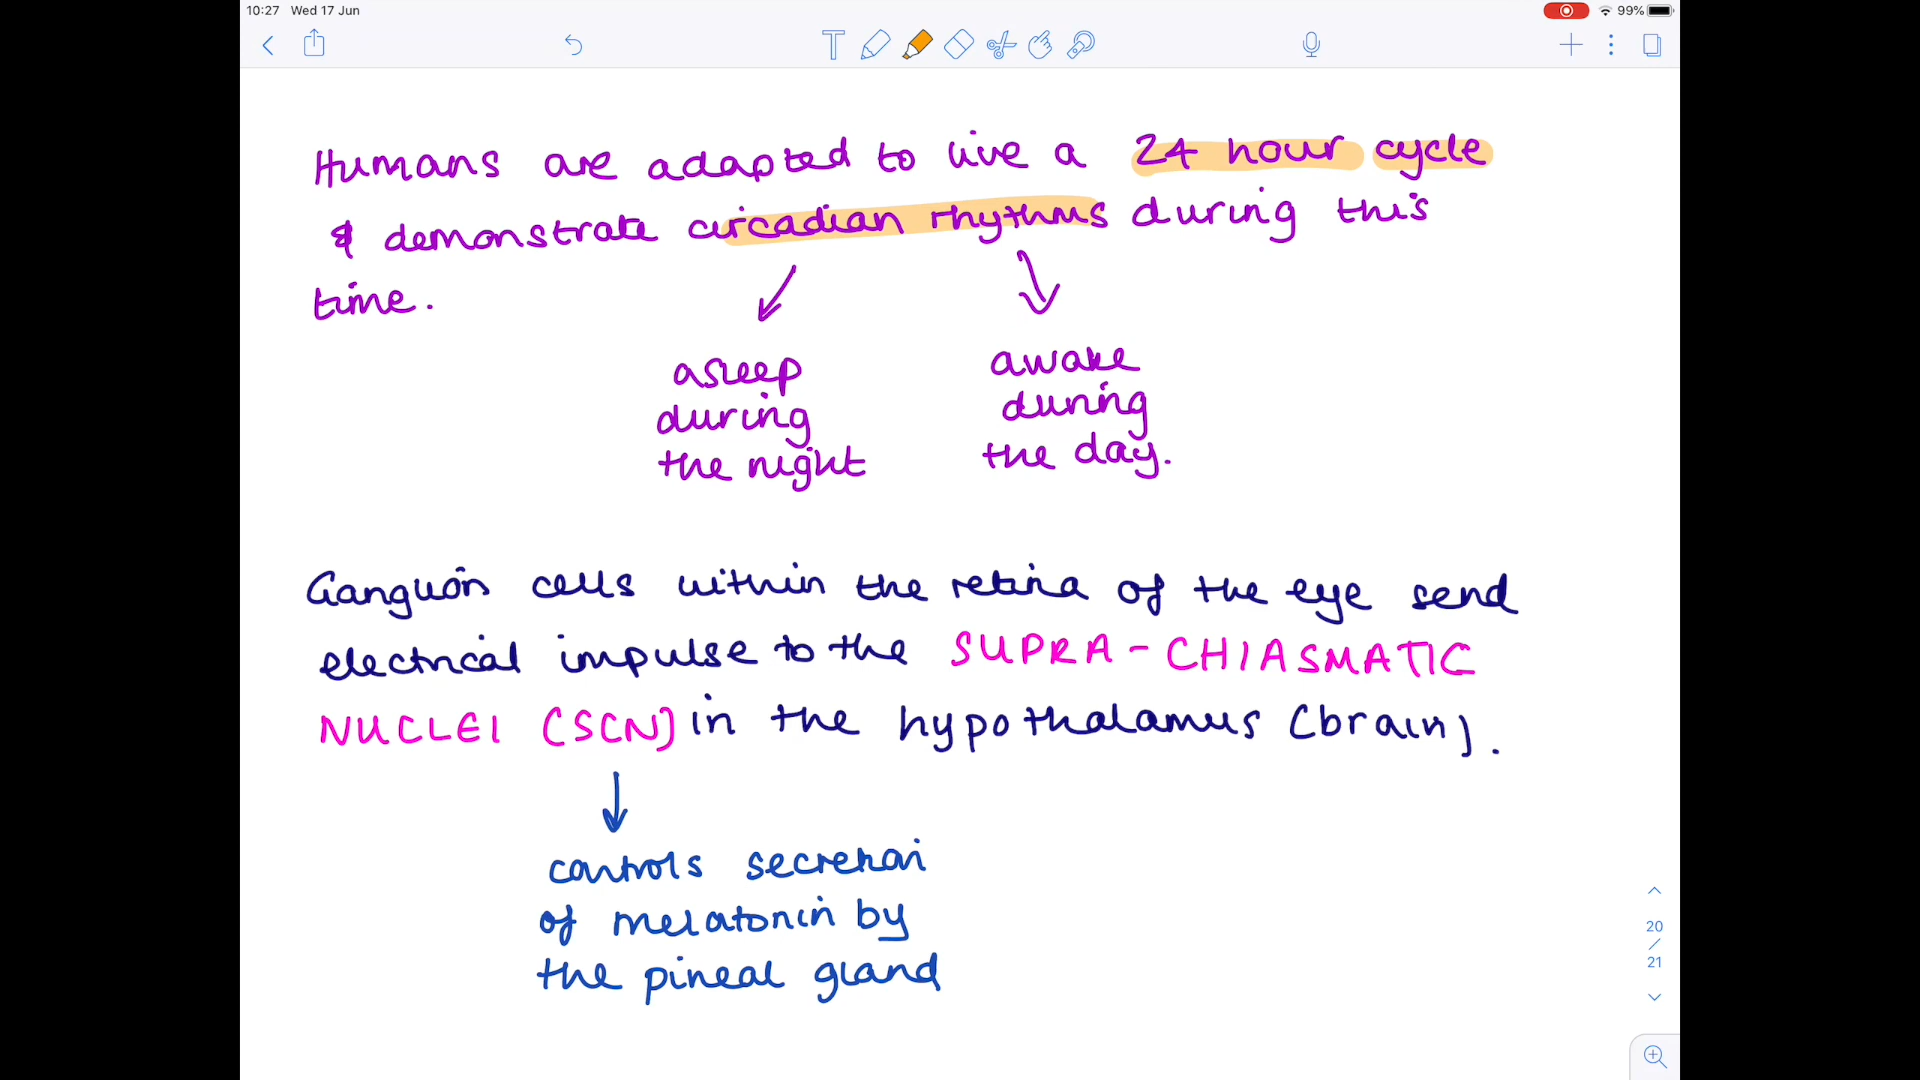 10:27 Wed 17 Jun
99%
T
Humans are adapted to live a 24 hour cycle
& demonstrate circadian rhythms during this
time.
asleep
during
the night
awake
during
the day.
Ganglion cells within the retina of the eye send
electrical impulse to the SUPRA-CHIASMATIC
NUCLEI (SCN) in the hypothalamus (brain).
controls secretion
of melatonin by
the pineal gland
20
/
21